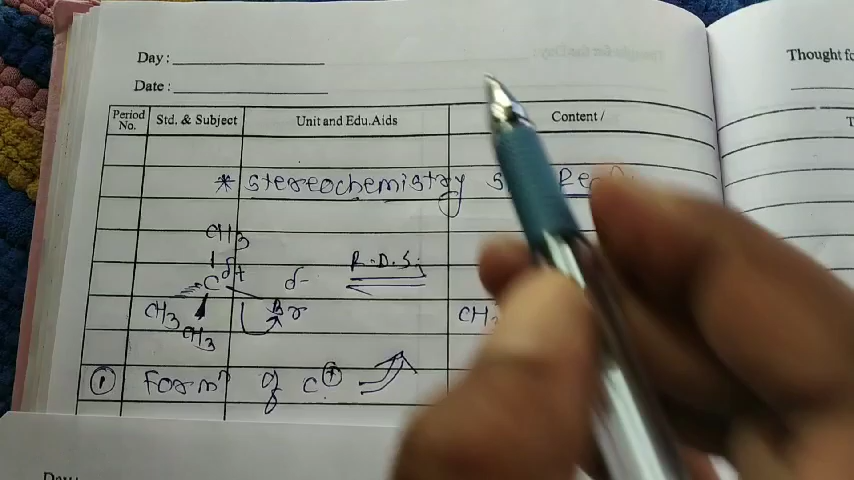 Day :
Thought fo
Date :
Period No. Std. & Subject Unit and Edu. Aids Content /
* Stereochemistry
CH3
C δ+ δ- R.D.S.
CH3 CH3 Br CH3
① Form^n of C⊕
Day: